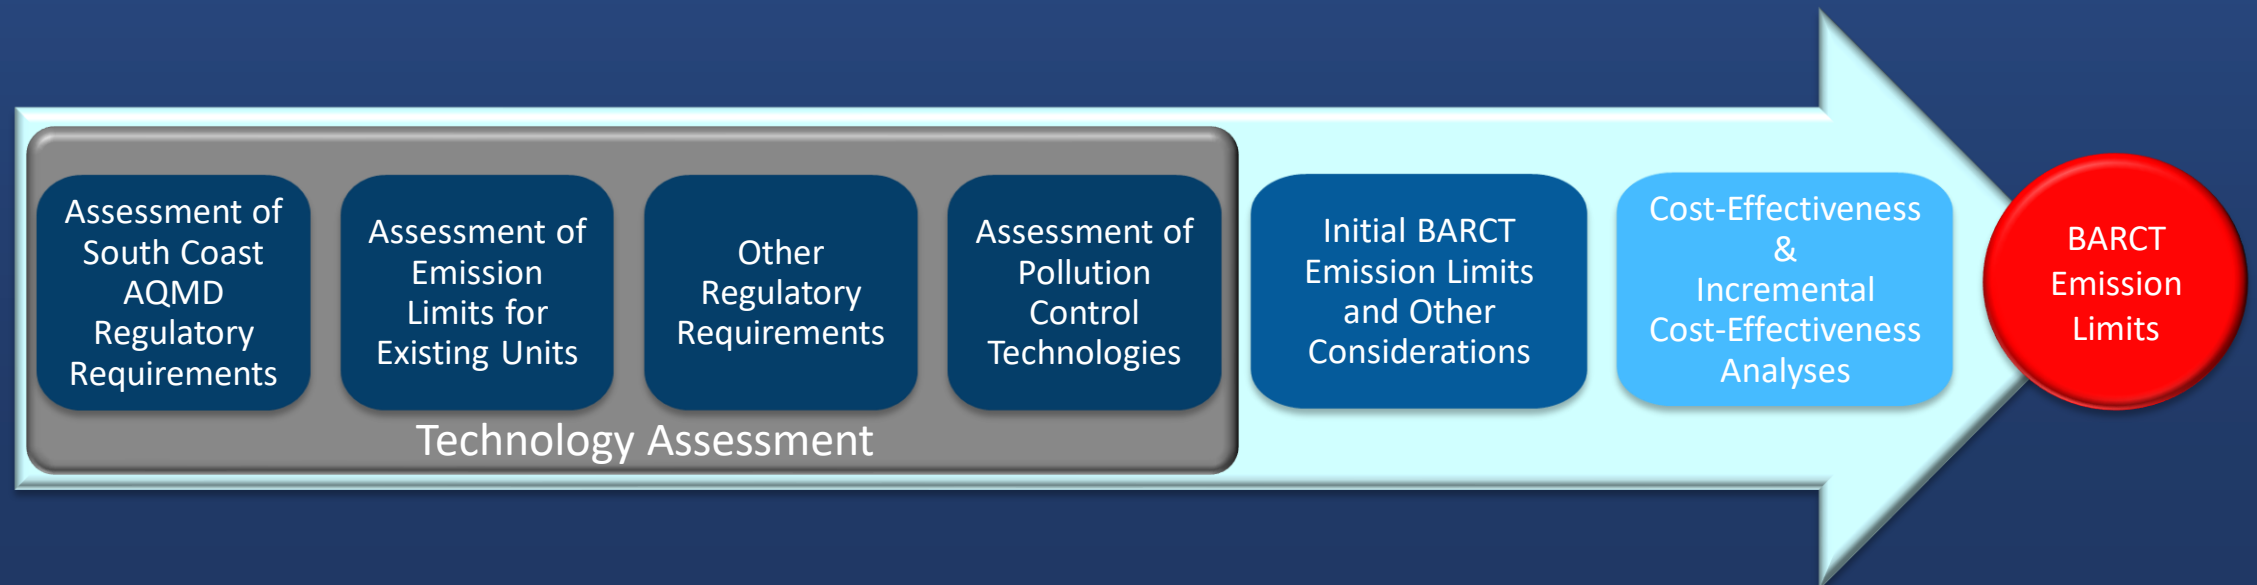 Assessment of
South Coast
AQMD
Regulatory
Requirements
Assessment of
Emission
Limits for
Existing Units
Other
Regulatory
Requirements
Assessment of
Pollution
Control
Technologies
Technology Assessment
Initial BARCT
Emission Limits
and Other
Considerations
Cost-Effectiveness
&
Incremental
Cost-Effectiveness
Analyses
BARCT
Emission
Limits